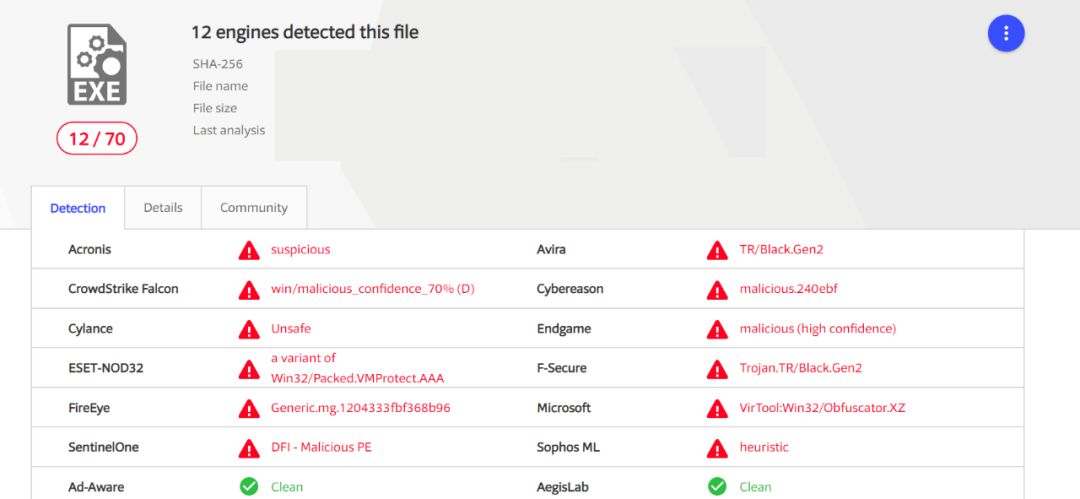 12 engines detected this file
SHA-256
File name
File size
Last analysis
EXE
12 / 70
Detection Details Community
Acronis suspicious Avira TR/Black.Gen2
CrowdStrike Falcon win/malicious_confidence_70% (D) Cybereason malicious.240ebf
Cylance Unsafe Endgame malicious (high confidence)
ESET-NOD32 a variant of
Win32/Packed.VMProtect.AAA F-Secure Trojan.TR/Black.Gen2
FireEye Generic.mg.1204333fbf368b96 Microsoft VirTool:Win32/Obfuscator.XZ
SentinelOne DFI - Malicious PE Sophos ML heuristic
Ad-Aware Clean AegisLab Clean